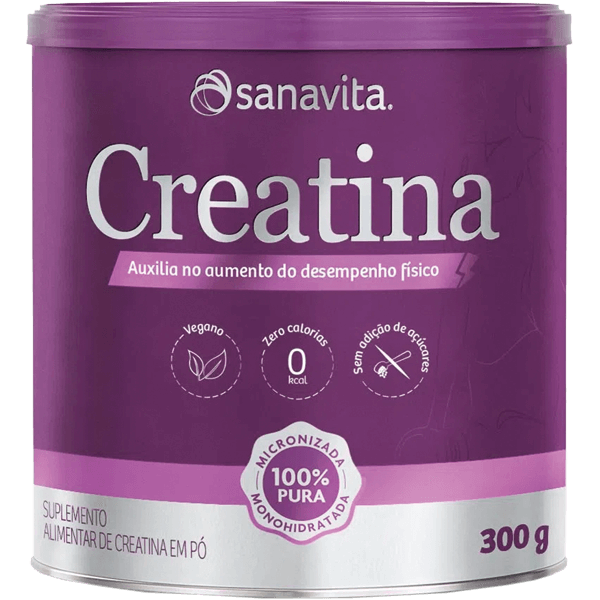 sanavita.
Creatina
Auxilia no aumento do desempenho físico
Vegano
Zero calorias
0
kcal
Sem adição de açúcares
MICRONIZADA
100%
PURA
MONOHIDRATADA
SUPLEMENTO
ALIMENTAR DE CREATINA EM PÓ
300 g